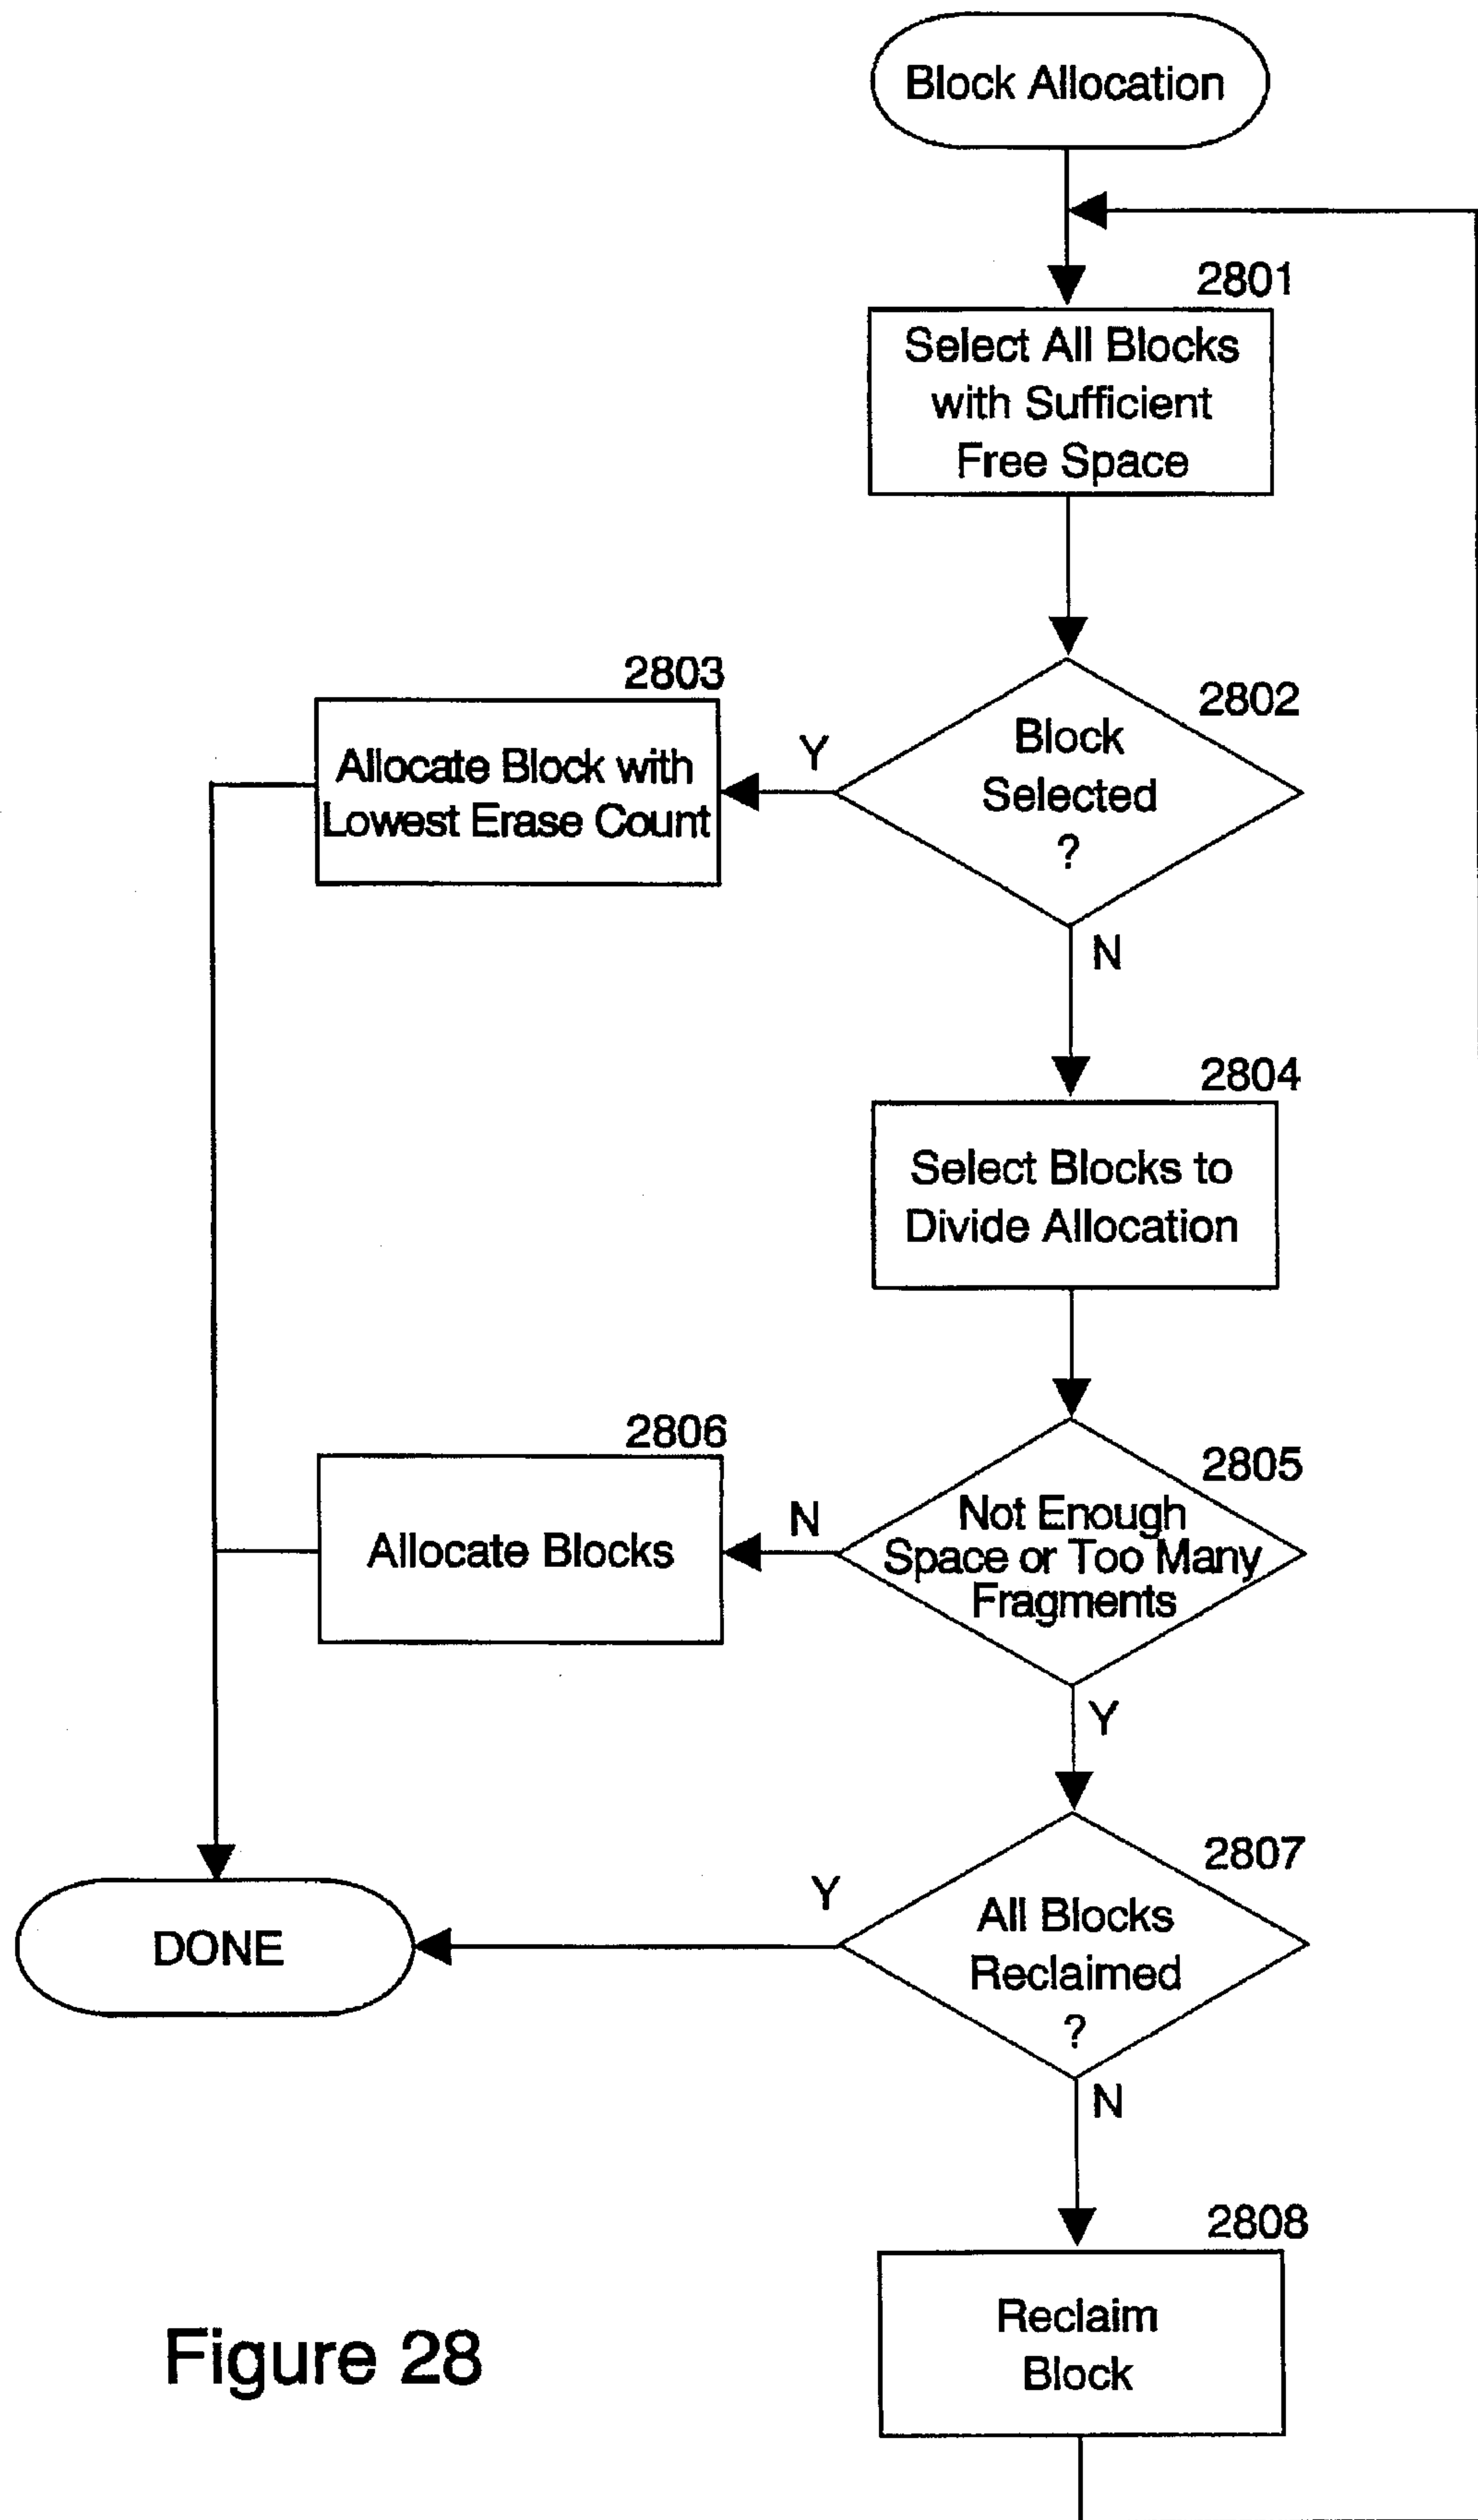 Block Allocation
2801
Select All Blocks
with Sufficient
Free Space
2802
Block
Selected
?
Y
N
2803
Allocate Block with
Lowest Erase Count
2804
Select Blocks to
Divide Allocation
2805
Not Enough
Space or Too Many
Fragments
N
Y
2806
Allocate Blocks
2807
All Blocks
Reclaimed
?
Y
N
DONE
2808
Reclaim
Block
Figure 28